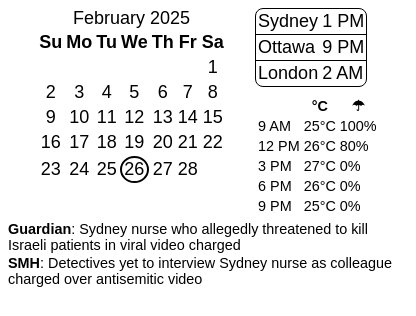 February 2025
Su Mo Tu We Th Fr Sa
1
2 3 4 5 6 7 8
9 10 11 12 13 14 15
16 17 18 19 20 21 22
23 24 25 26 27 28
Sydney 1 PM
Ottawa 9 PM
London 2 AM
°C ☂
9 AM 25°C 100%
12 PM 26°C 80%
3 PM 27°C 0%
6 PM 26°C 0%
9 PM 25°C 0%
Guardian: Sydney nurse who allegedly threatened to kill
Israeli patients in viral video charged
SMH: Detectives yet to interview Sydney nurse as colleague
charged over antisemitic video